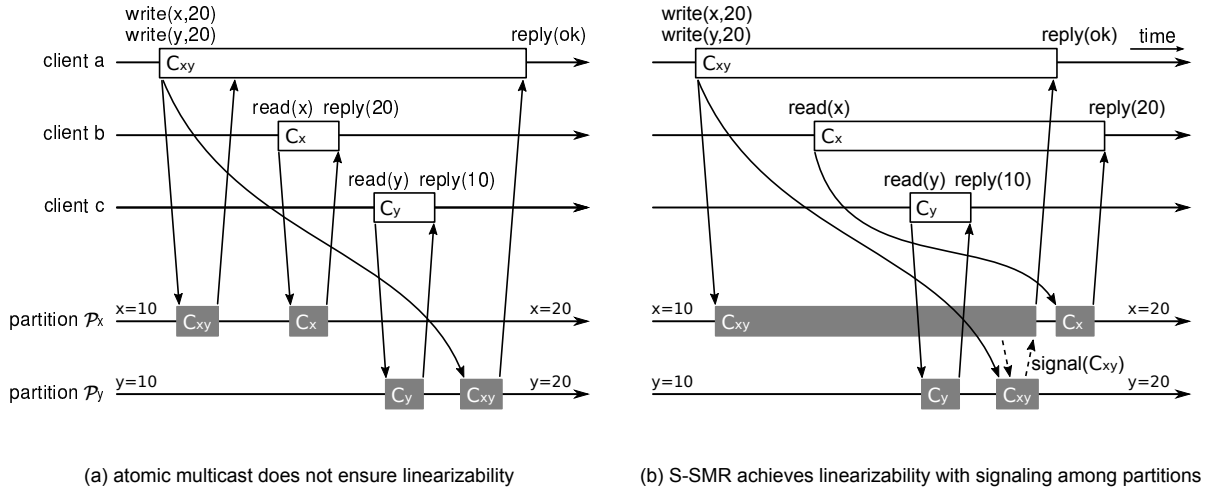 write(x,20)
write(y,20)
reply(ok)
client a
Cxy
read(x) reply(20)
client b
Cx
read(y) reply(10)
client c
Cy
x=10
x=20
partition Px
Cxy
Cx
y=10
y=20
partition Py
Cy
Cxy
(a) atomic multicast does not ensure linearizability
write(x,20)
write(y,20)
reply(ok)
time
Cxy
read(x)
reply(20)
Cx
read(y) reply(10)
Cy
x=10
x=20
Cxy
Cx
signal(Cxy)
y=10
y=20
Cy
Cxy
(b) S-SMR achieves linearizability with signaling among partitions